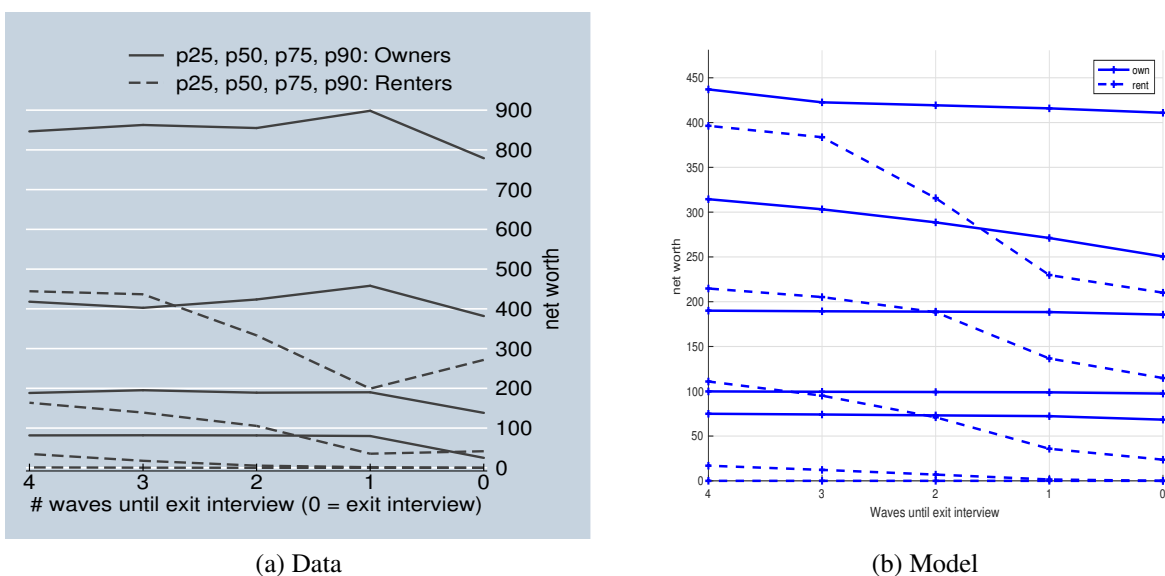 p25, p50, p75, p90: Owners
p25, p50, p75, p90: Renters
900
800
700
600
500
400
300
200
100
0
net worth
4 3 2 1 0
# waves until exit interview (0 = exit interview)
(a) Data
own
rent
450
400
350
300
250
200
150
100
50
0
net worth
4 3 2 1 0
Waves until exit interview
(b) Model